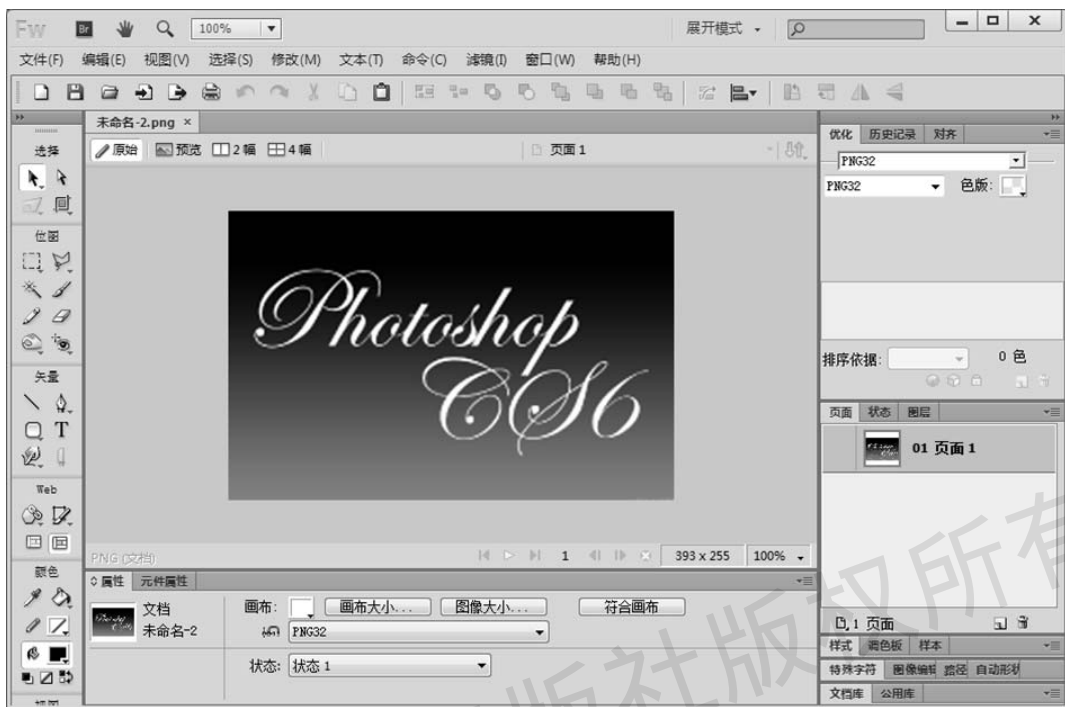 Fw Br 100% 展开模式
文件(F) 编辑(E) 视图(V) 选择(S) 修改(M) 文本(T) 命令(C) 滤镜(I) 窗口(W) 帮助(H)
未命名-2.png ×
原始 预览 2 幅 4 幅 页面 1
选择
位图
矢量
T
Web
颜色
Photoshop
CS6
PNG (文档) 1 393 x 255 100%
属性 元件属性
文档
未命名-2
画布: 画布大小... 图像大小... 符合画布
PNG32
状态: 状态 1
优化 历史记录 对齐
PNG32
PNG32 色版:
排序依据: 0 色
页面 状态 图层
01 页面 1
1 页面
样式 调色板 样本
特殊字符 图像编辑 路径 自动形状
文档库 公用库
版社版权所有